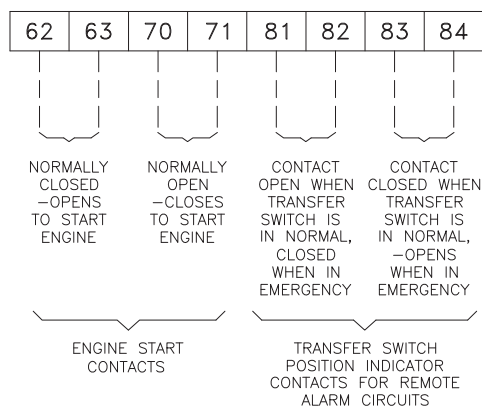 62 63 70 71 81 82 83 84
NORMALLY
CLOSED
–OPENS
TO START
ENGINE
NORMALLY
OPEN
–CLOSES
TO START
ENGINE
CONTACT
OPEN WHEN
TRANSFER
SWITCH IS
IN NORMAL,
CLOSED
WHEN IN
EMERGENCY
CONTACT
CLOSED WHEN
TRANSFER
SWITCH IS
IN NORMAL,
–OPENS
WHEN IN
EMERGENCY
ENGINE START
CONTACTS
TRANSFER SWITCH
POSITION INDICATOR
CONTACTS FOR REMOTE
ALARM CIRCUITS